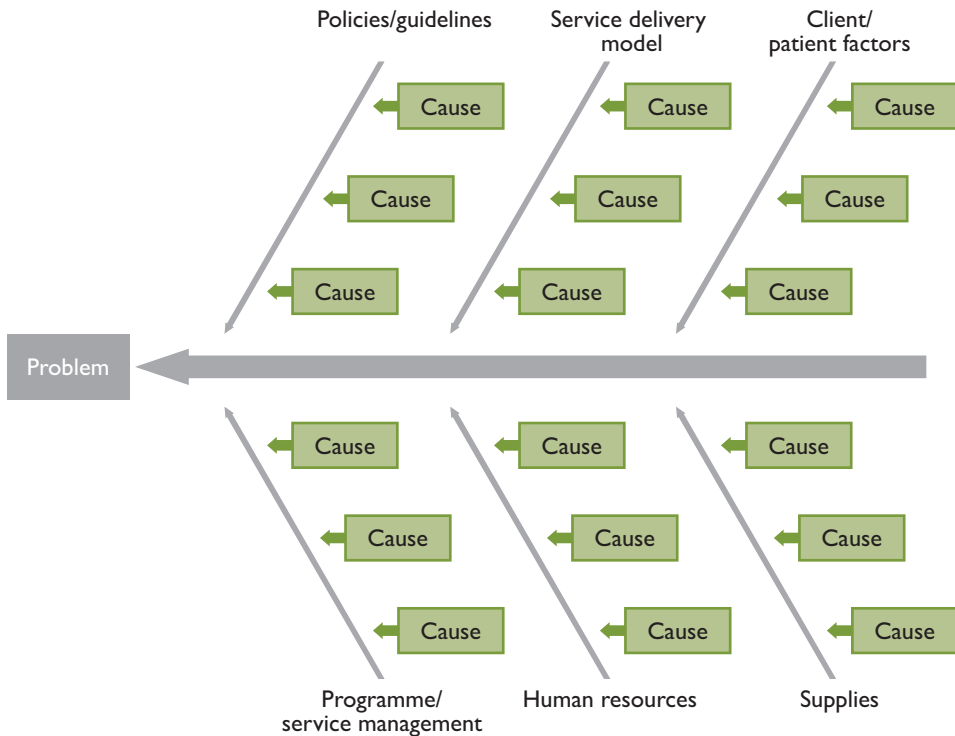 Policies/guidelines
Service delivery
model
Client/
patient factors
Cause
Cause
Cause
Cause
Cause
Cause
Cause
Cause
Cause
Problem
Cause
Cause
Cause
Cause
Cause
Cause
Cause
Cause
Cause
Programme/
service management
Human resources
Supplies